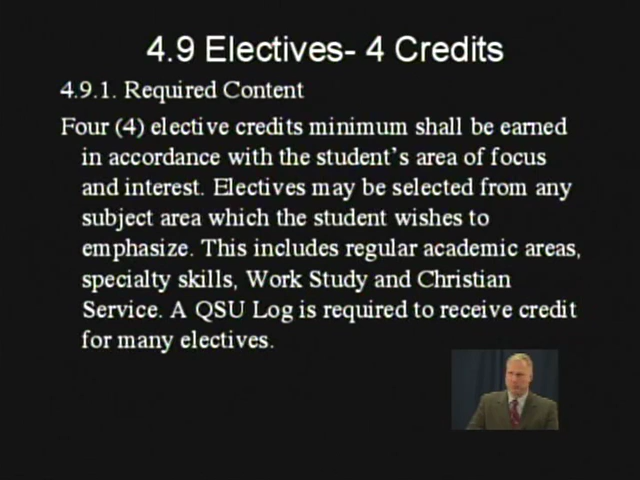 4.9 Electives- 4 Credits
4.9.1. Required Content
Four (4) elective credits minimum shall be earned
in accordance with the student's area of focus
and interest. Electives may be selected from any
subject area which the student wishes to
emphasize. This includes regular academic areas,
specialty skills, Work Study and Christian
Service. A QSU Log is required to receive credit
for many electives.